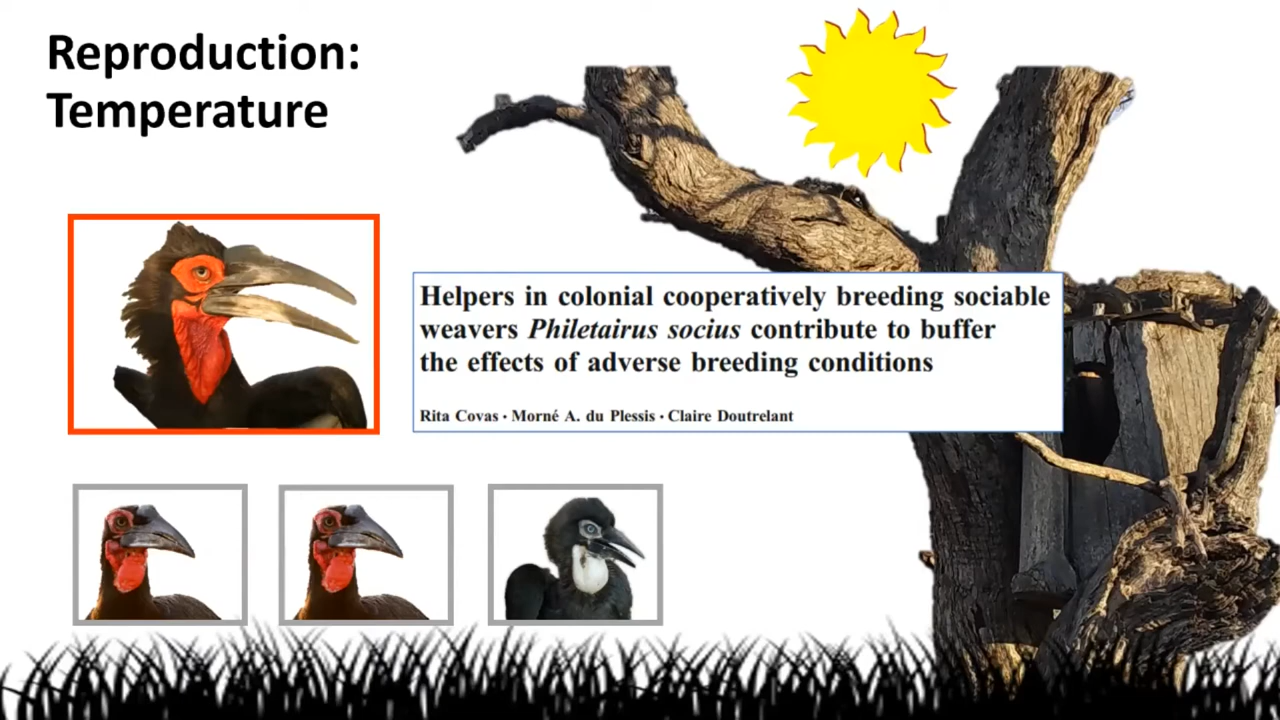 Reproduction:
Temperature
Helpers in colonial cooperatively breeding sociable
weavers Philetairus socius contribute to buffer
the effects of adverse breeding conditions
Rita Covas · Morné A. du Plessis · Claire Doutrelant